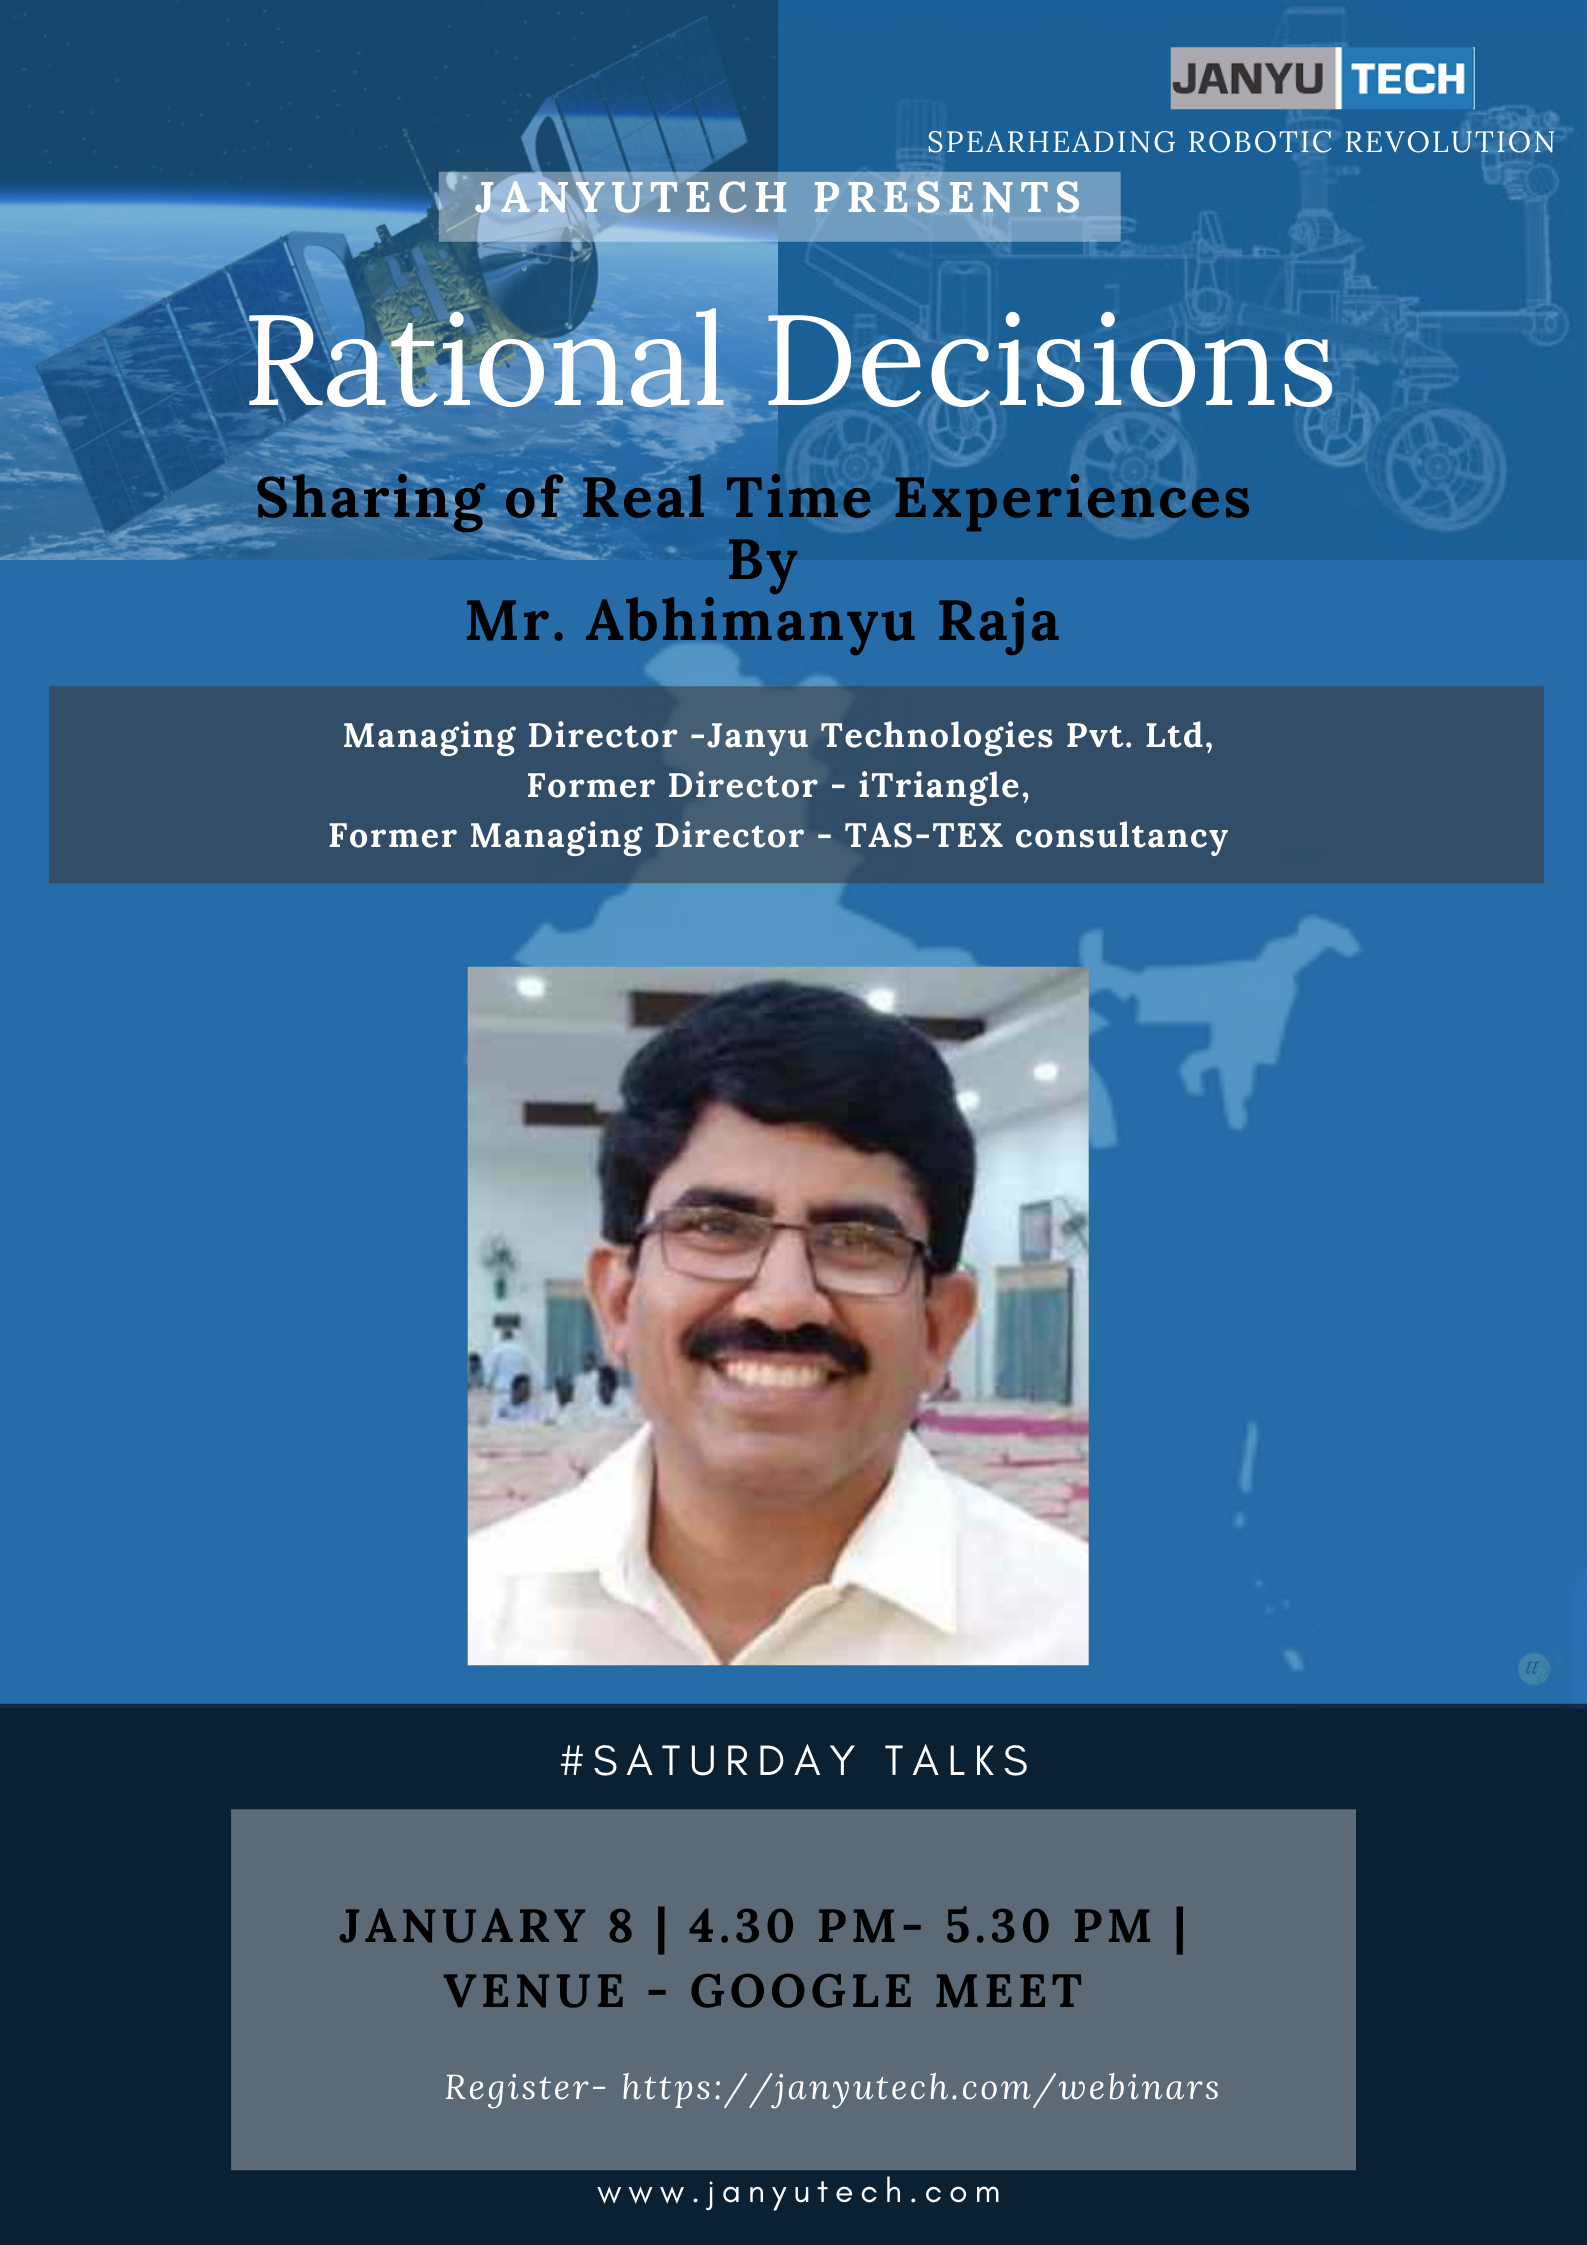 JANYU TECH
SPEARHEADING ROBOTIC REVOLUTION
JANYUTECH PRESENTS
Rational Decisions
Sharing of Real Time Experiences
By
Mr. Abhimanyu Raja
Managing Director -Janyu Technologies Pvt. Ltd,
Former Director - iTriangle,
Former Managing Director - TAS-TEX consultancy
#SATURDAY TALKS
JANUARY 8 | 4.30 PM- 5.30 PM |
VENUE - GOOGLE MEET
Register- https://janyutech.com/webinars
www.janyutech.com